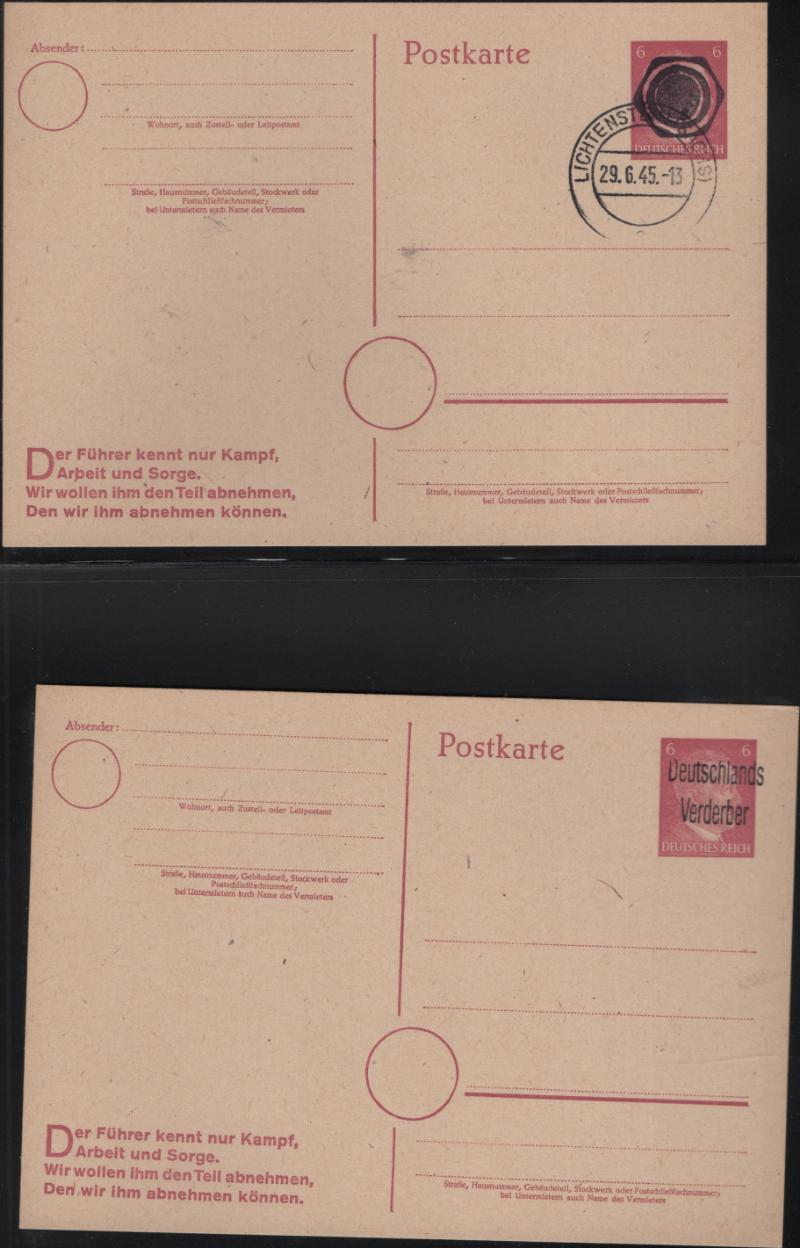 Absender:
Postkarte
6 6
DEUTSCHES REICH
29.6.45.-13
Wohnort, auch Zustell- oder Leitpostamt
Straße, Hausnummer, Gebäudeteil, Stockwerk oder
Postschließfachnummer;
bei Untermietern auch Name des Vermieters
Der Führer kennt nur Kampf,
Arbeit und Sorge.
Wir wollen ihm den Teil abnehmen,
Den wir ihm abnehmen können.
Straße, Hausnummer, Gebäudeteil, Stockwerk oder Postschließfachnummer;
bei Untermietern auch Name des Vermieters
Absender:
Postkarte
6 6
Deutschlands
Verderber
DEUTSCHES REICH
Wohnort, auch Zustell- oder Leitpostamt
Straße, Hausnummer, Gebäudeteil, Stockwerk oder
Postschließfachnummer;
bei Untermietern auch Name des Vermieters
Der Führer kennt nur Kampf,
Arbeit und Sorge.
Wir wollen ihm den Teil abnehmen,
Den wir ihm abnehmen können.
Straße, Hausnummer, Gebäudeteil, Stockwerk oder Postschließfachnummer;
bei Untermietern auch Name des Vermieters